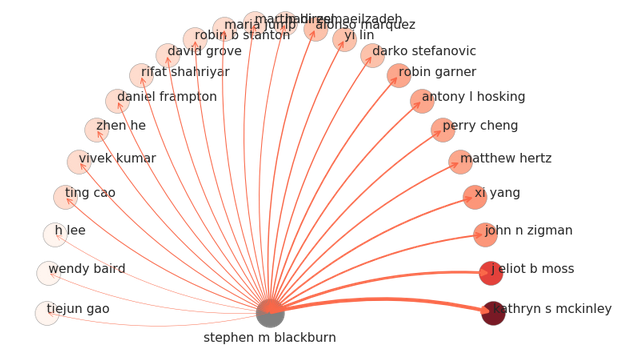 martin hirzel
hadi esmaeilzadeh
maria jump
alonso marquez
robin b stanton
yi lin
david grove
darko stefanovic
rifat shahriyar
robin garner
daniel frampton
antony l hosking
zhen he
perry cheng
vivek kumar
matthew hertz
ting cao
xi yang
h lee
john n zigman
wendy baird
j eliot b moss
tiejun gao
kathryn s mckinley
stephen m blackburn